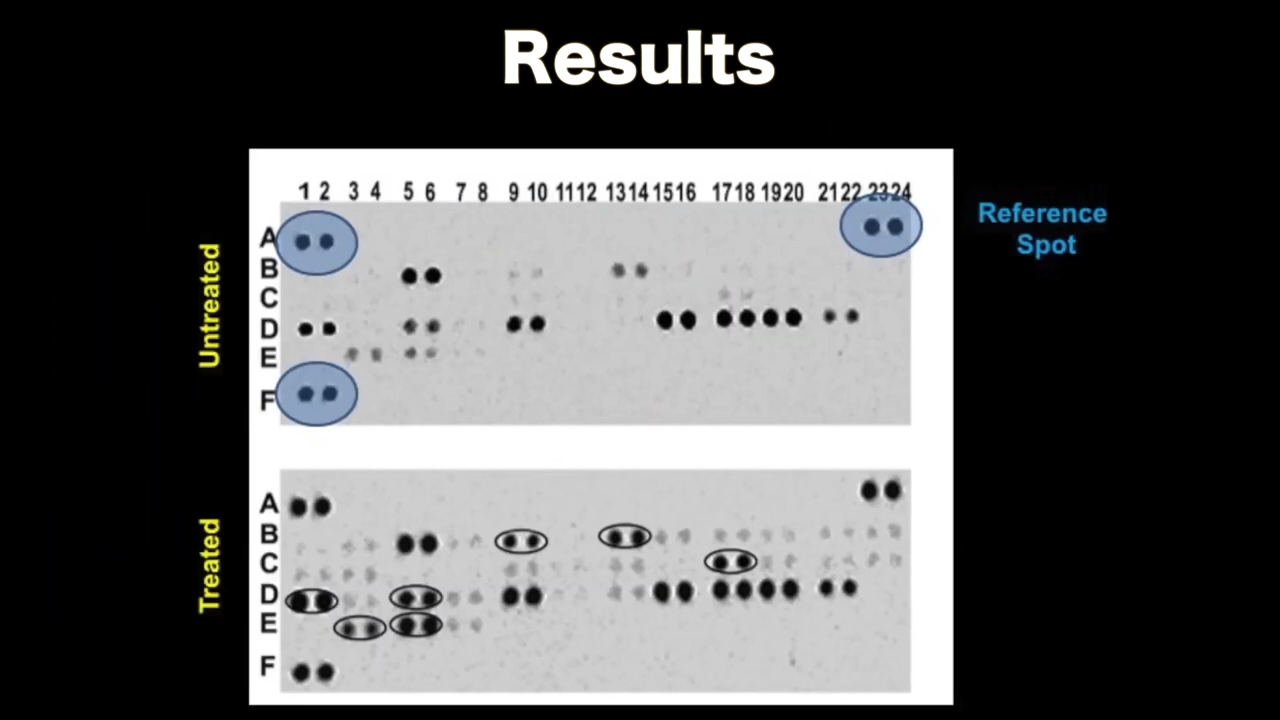 Results
1 2 3 4 5 6 7 8 9 10 11 12 13 14 15 16 17 18 19 20 21 22 23 24
Reference
Spot
Untreated
A
B
C
D
E
F
Treated
A
B
C
D
E
F